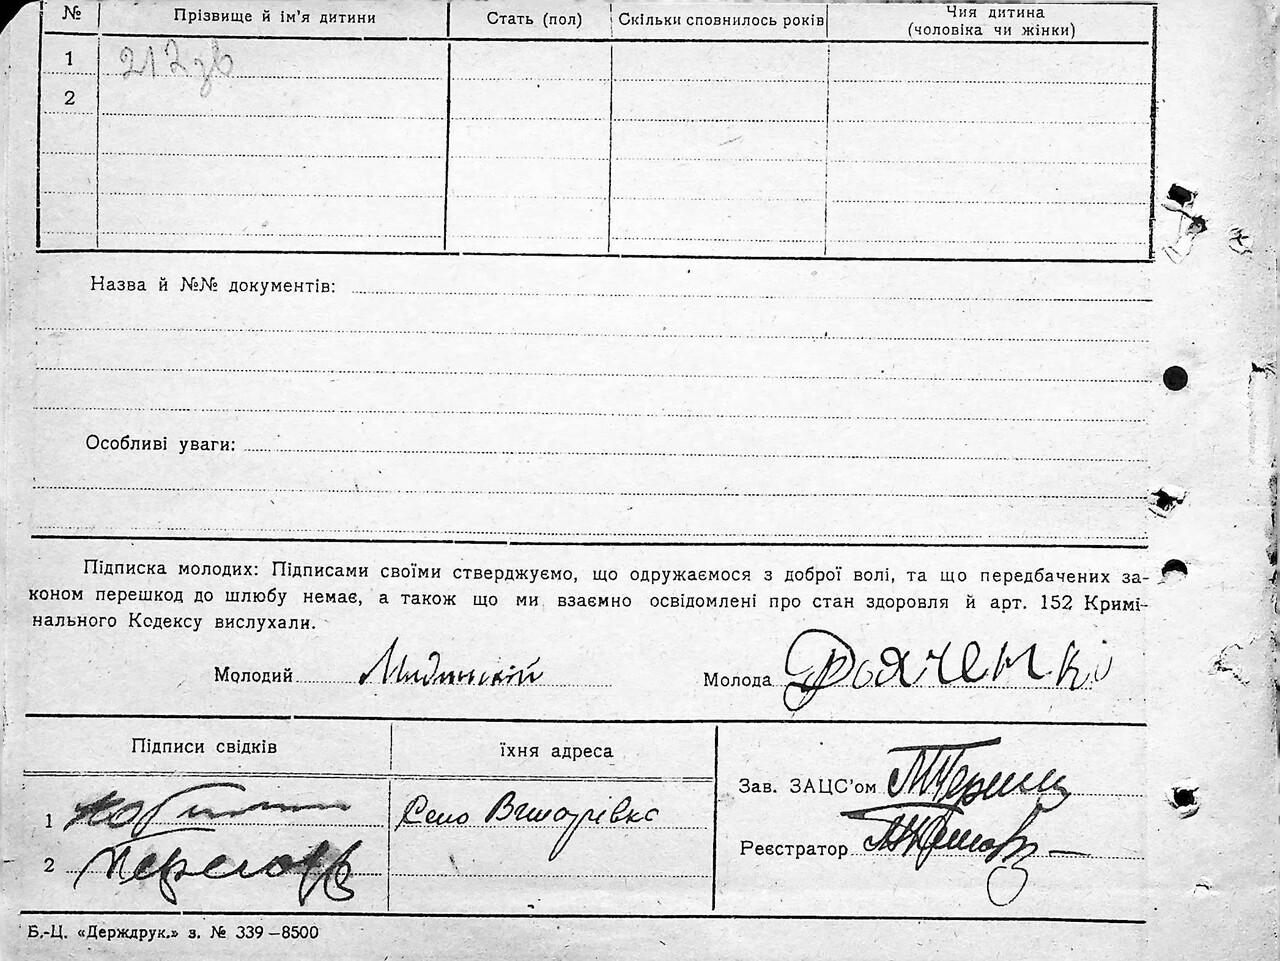 № Прізвище й ім'я дитини Стать (пол) Скільки сповнилось років Чия дитина
(чоловіка чи жінки)
1 212зв
2
Назва й №№ документів:
Особливі уваги:
Підписка молодих: Підписами своїми стверджуємо, що одружаємося з доброї волі, та що передбачених за-
коном перешкод до шлюбу немає, а також що ми взаємно освідомлені про стан здоровля й арт. 152 Кримі-
нального Кодексу вислухали.
Молодий Молода Дьяченко
Підписи свідків їхня адреса
Зав. ЗАЦС'ом
1 Село
2
Реєстратор
Б.-Ц. «Держдрук.» з. № 339–8500